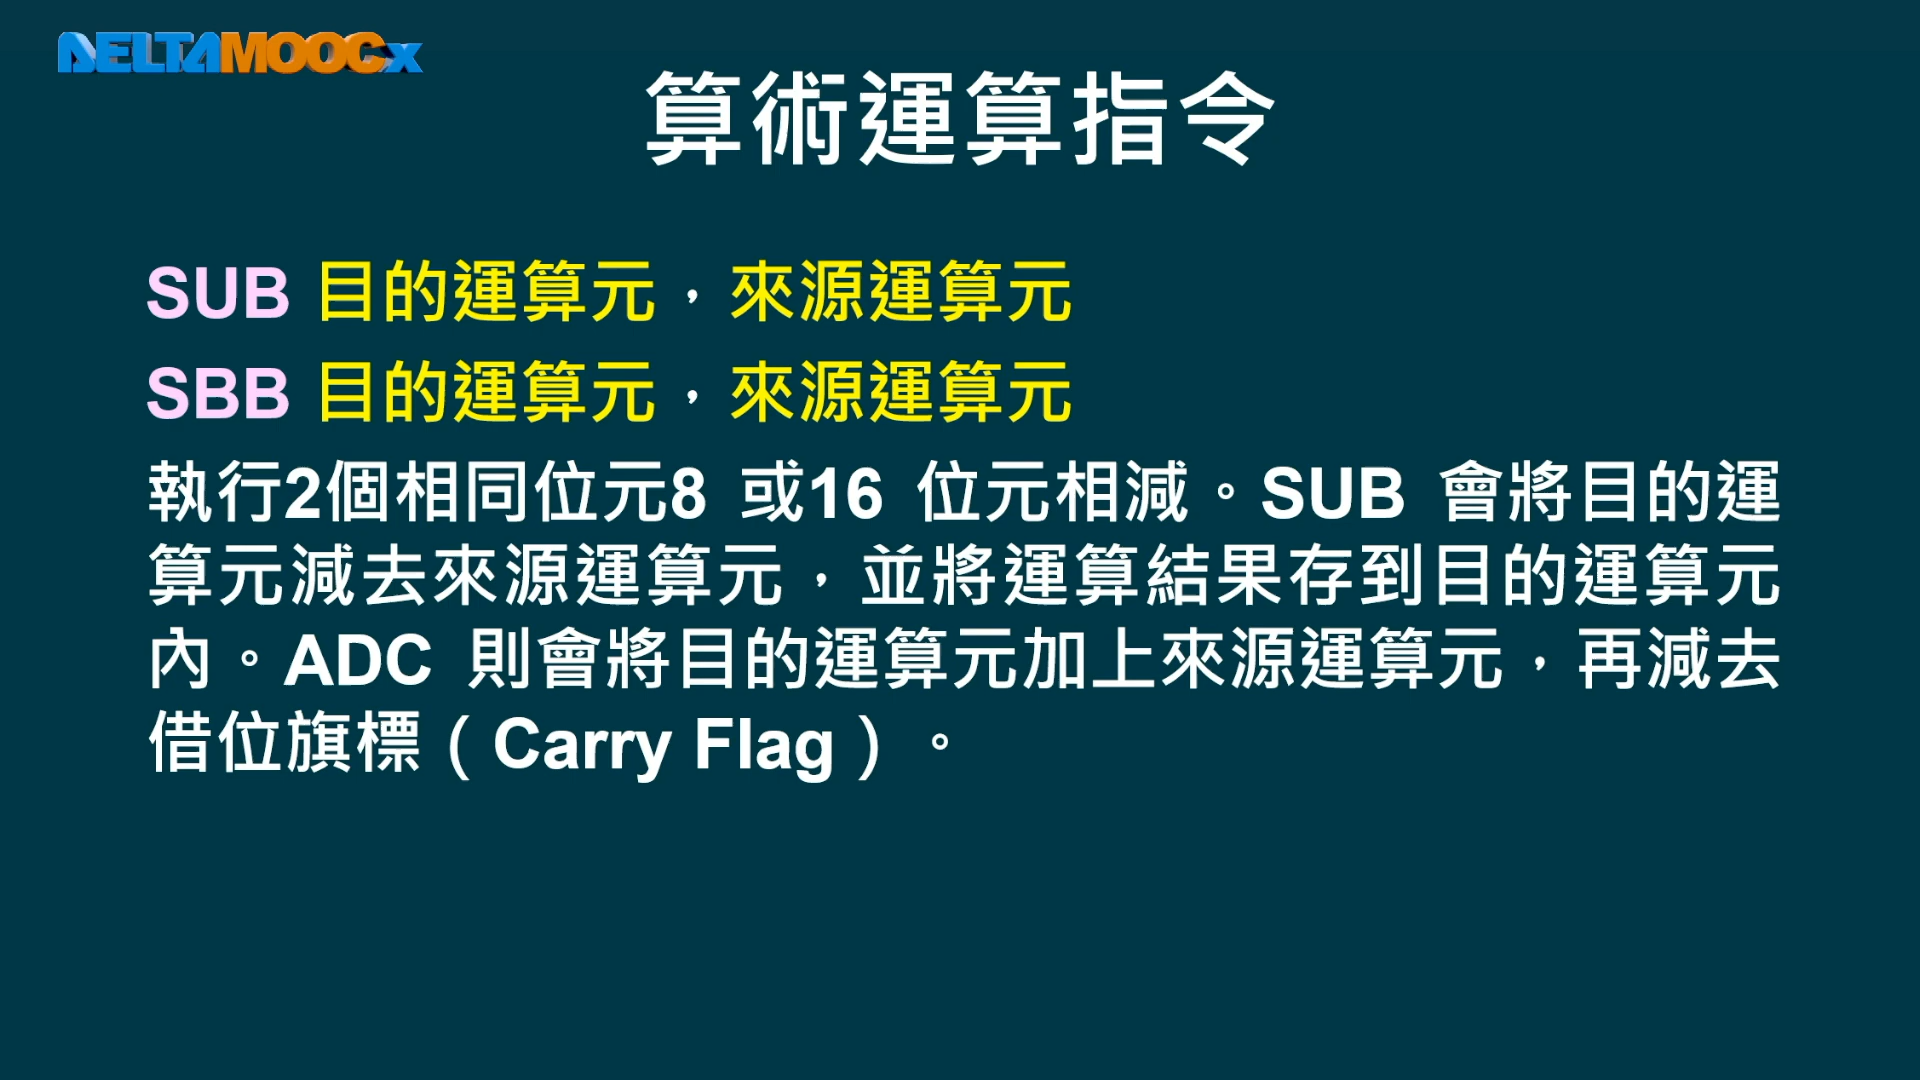 DELTAMOOCx
算術運算指令
SUB 目的運算元，來源運算元
SBB 目的運算元，來源運算元
執行2個相同位元8 或16 位元相減。SUB 會將目的運
算元減去來源運算元，並將運算結果存到目的運算元
內。ADC 則會將目的運算元加上來源運算元，再減去
借位旗標（Carry Flag）。